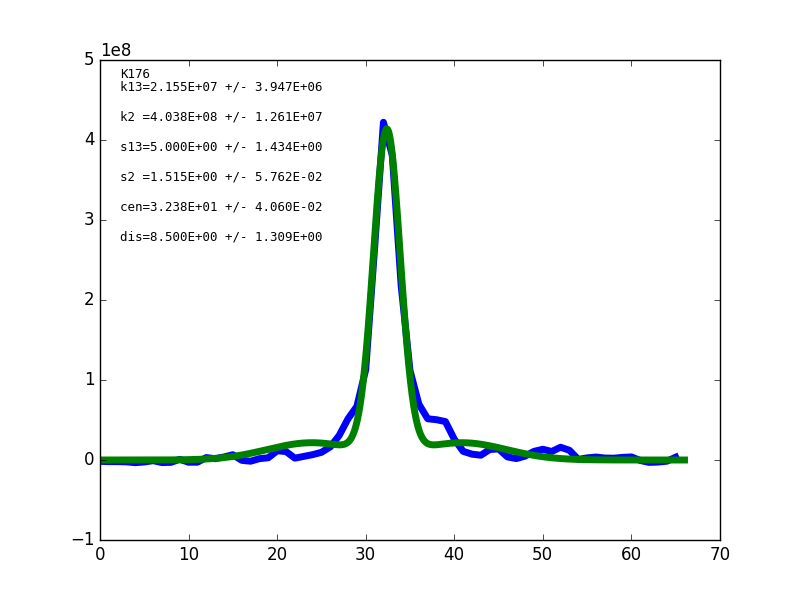 1e8
5
K176
k13=2.155E+07 +/- 3.947E+06
k2 =4.038E+08 +/- 1.261E+07
4
s13=5.000E+00 +/- 1.434E+00
s2 =1.515E+00 +/- 5.762E-02
cen=3.238E+01 +/- 4.060E-02
3
dis=8.500E+00 +/- 1.309E+00
2
1
0
−1
0 10 20 30 40 50 60 70